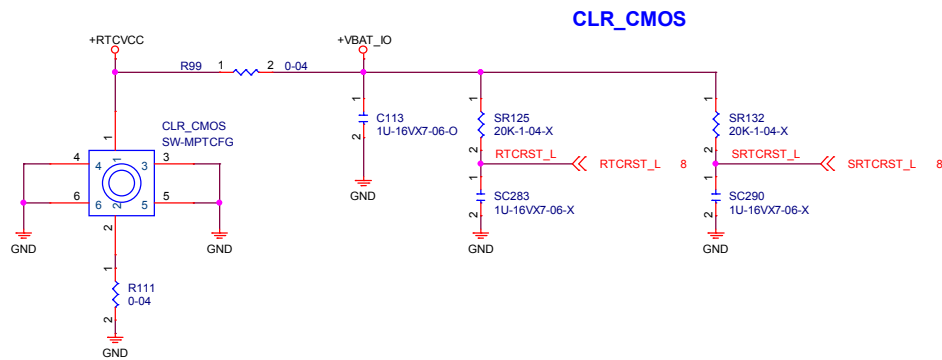 CLR_CMOS
+RTCVCC
+VBAT_IO
R99 1 2 0-04
1
CLR_CMOS
SW-MPTCFG
4 4 1 3 3
6 6 2 5 5
2
GND
GND
1
R111
0-04
2
GND
1
C113
1U-16VX7-06-O
2
GND
1
SR125
20K-1-04-X
2
RTCRST_L
RTCRST_L 8
1
SC283
1U-16VX7-06-X
2
GND
1
SR132
20K-1-04-X
2
SRTCRST_L
SRTCRST_L 8
1
SC290
1U-16VX7-06-X
2
GND